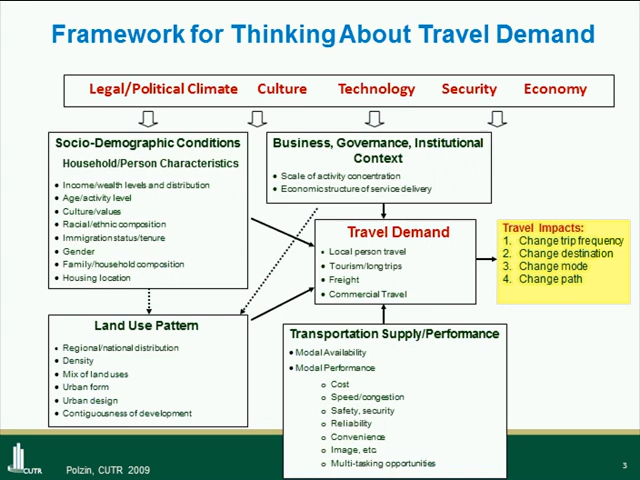 Framework for Thinking About Travel Demand
Legal/Political Climate Culture Technology Security Economy
Socio-Demographic Conditions
Household/Person Characteristics
• Income/wealth levels and distribution
• Age/activity level
• Culture/values
• Racial/ethnic composition
• Immigration status/tenure
• Gender
• Family/household composition
• Housing location
Business, Governance, Institutional
Context
• Scale of activity concentration
• Economic structure of service delivery
Travel Demand
• Local person travel
• Tourism/long trips
• Freight
• Commercial Travel
Travel Impacts:
1. Change trip frequency
2. Change destination
3. Change mode
4. Change path
Land Use Pattern
• Regional/national distribution
• Density
• Mix of land uses
• Urban form
• Urban design
• Contiguousness of development
Transportation Supply/Performance
• Modal Availability
• Modal Performance
o Cost
o Speed/congestion
o Safety, security
o Reliability
o Convenience
o Image, etc.
o Multi-tasking opportunities
CUTR
Polzin, CUTR 2009
3